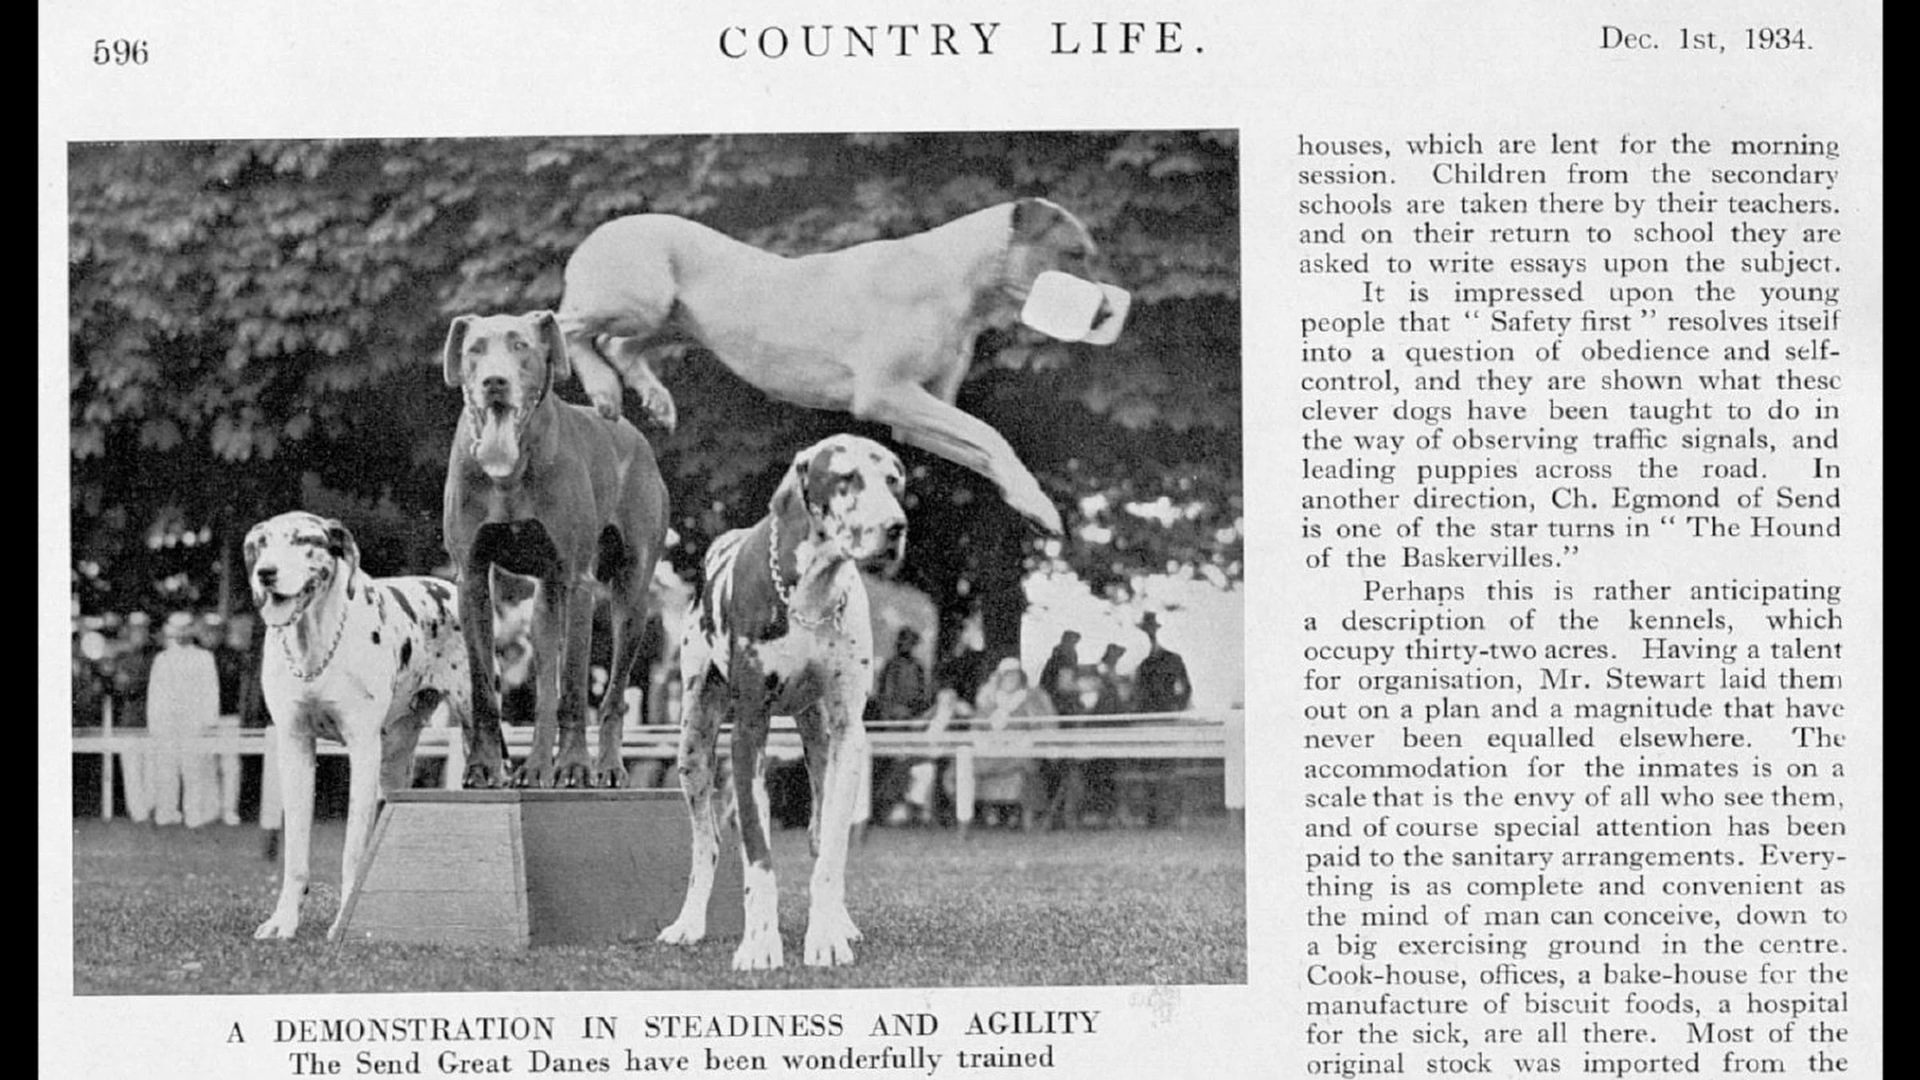 596
COUNTRY LIFE.
Dec. 1st, 1934.
A DEMONSTRATION IN STEADINESS AND AGILITY
The Send Great Danes have been wonderfully trained
houses, which are lent for the morning
session. Children from the secondary
schools are taken there by their teachers.
and on their return to school they are
asked to write essays upon the subject.
It is impressed upon the young
people that “ Safety first ” resolves itself
into a question of obedience and self-
control, and they are shown what these
clever dogs have been taught to do in
the way of observing traffic signals, and
leading puppies across the road. In
another direction, Ch. Egmond of Send
is one of the star turns in “ The Hound
of the Baskervilles.”
Perhaps this is rather anticipating
a description of the kennels, which
occupy thirty-two acres. Having a talent
for organisation, Mr. Stewart laid them
out on a plan and a magnitude that have
never been equalled elsewhere. The
accommodation for the inmates is on a
scale that is the envy of all who see them,
and of course special attention has been
paid to the sanitary arrangements. Every-
thing is as complete and convenient as
the mind of man can conceive, down to
a big exercising ground in the centre.
Cook-house, offices, a bake-house for the
manufacture of biscuit foods, a hospital
for the sick, are all there. Most of the
original stock was imported from the